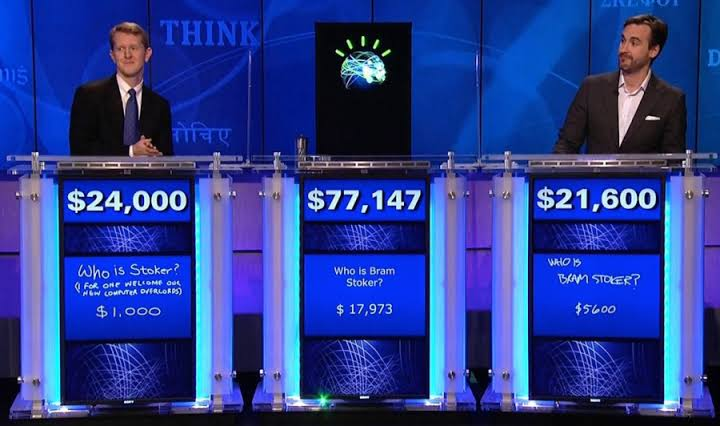 THINK
$24,000
$77,147
$21,600
Who is Stoker?
(I FOR ONE WELCOME OUR
NEW COMPUTER OVERLORDS)
$1,000
Who is Bram
Stoker?
$ 17,973
WHO IS
BRAM STOKER?
$5600